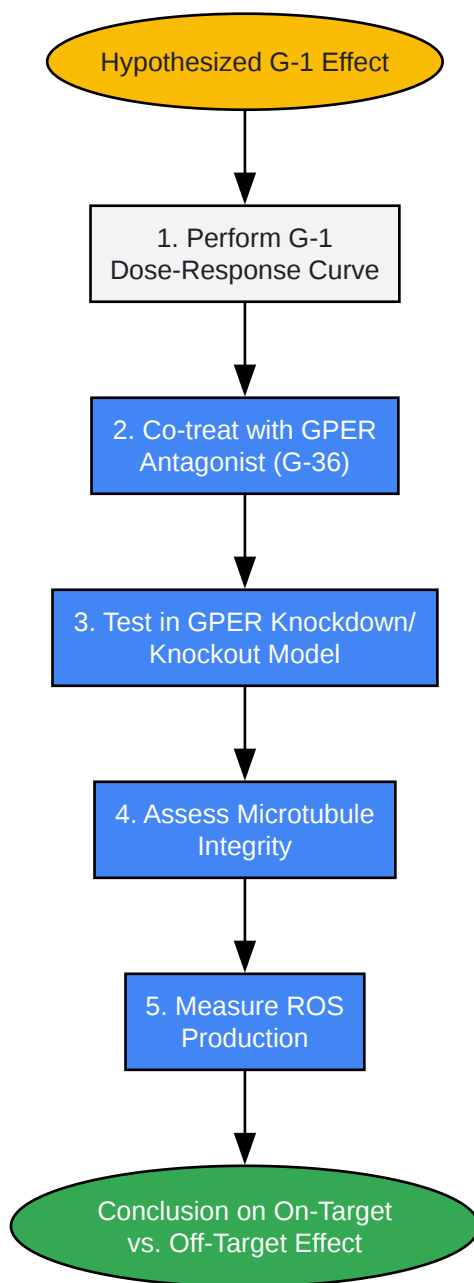 Hypothesized G-1 Effect
1. Perform G-1
Dose-Response Curve
2. Co-treat with GPER
Antagonist (G-36)
3. Test in GPER Knockdown/
Knockout Model
4. Assess Microtubule
Integrity
5. Measure ROS
Production
Conclusion on On-Target
vs. Off-Target Effect